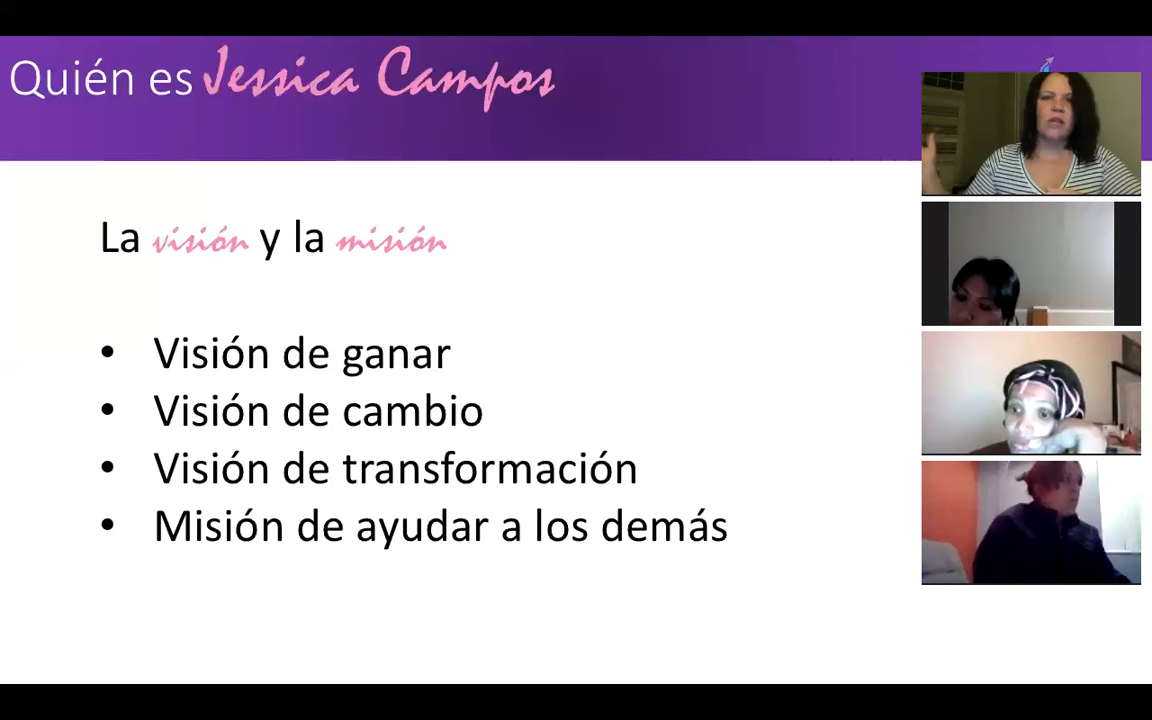 Quién es Jessica Campos
La visión y la misión
• Visión de ganar
• Visión de cambio
• Visión de transformación
• Misión de ayudar a los demás